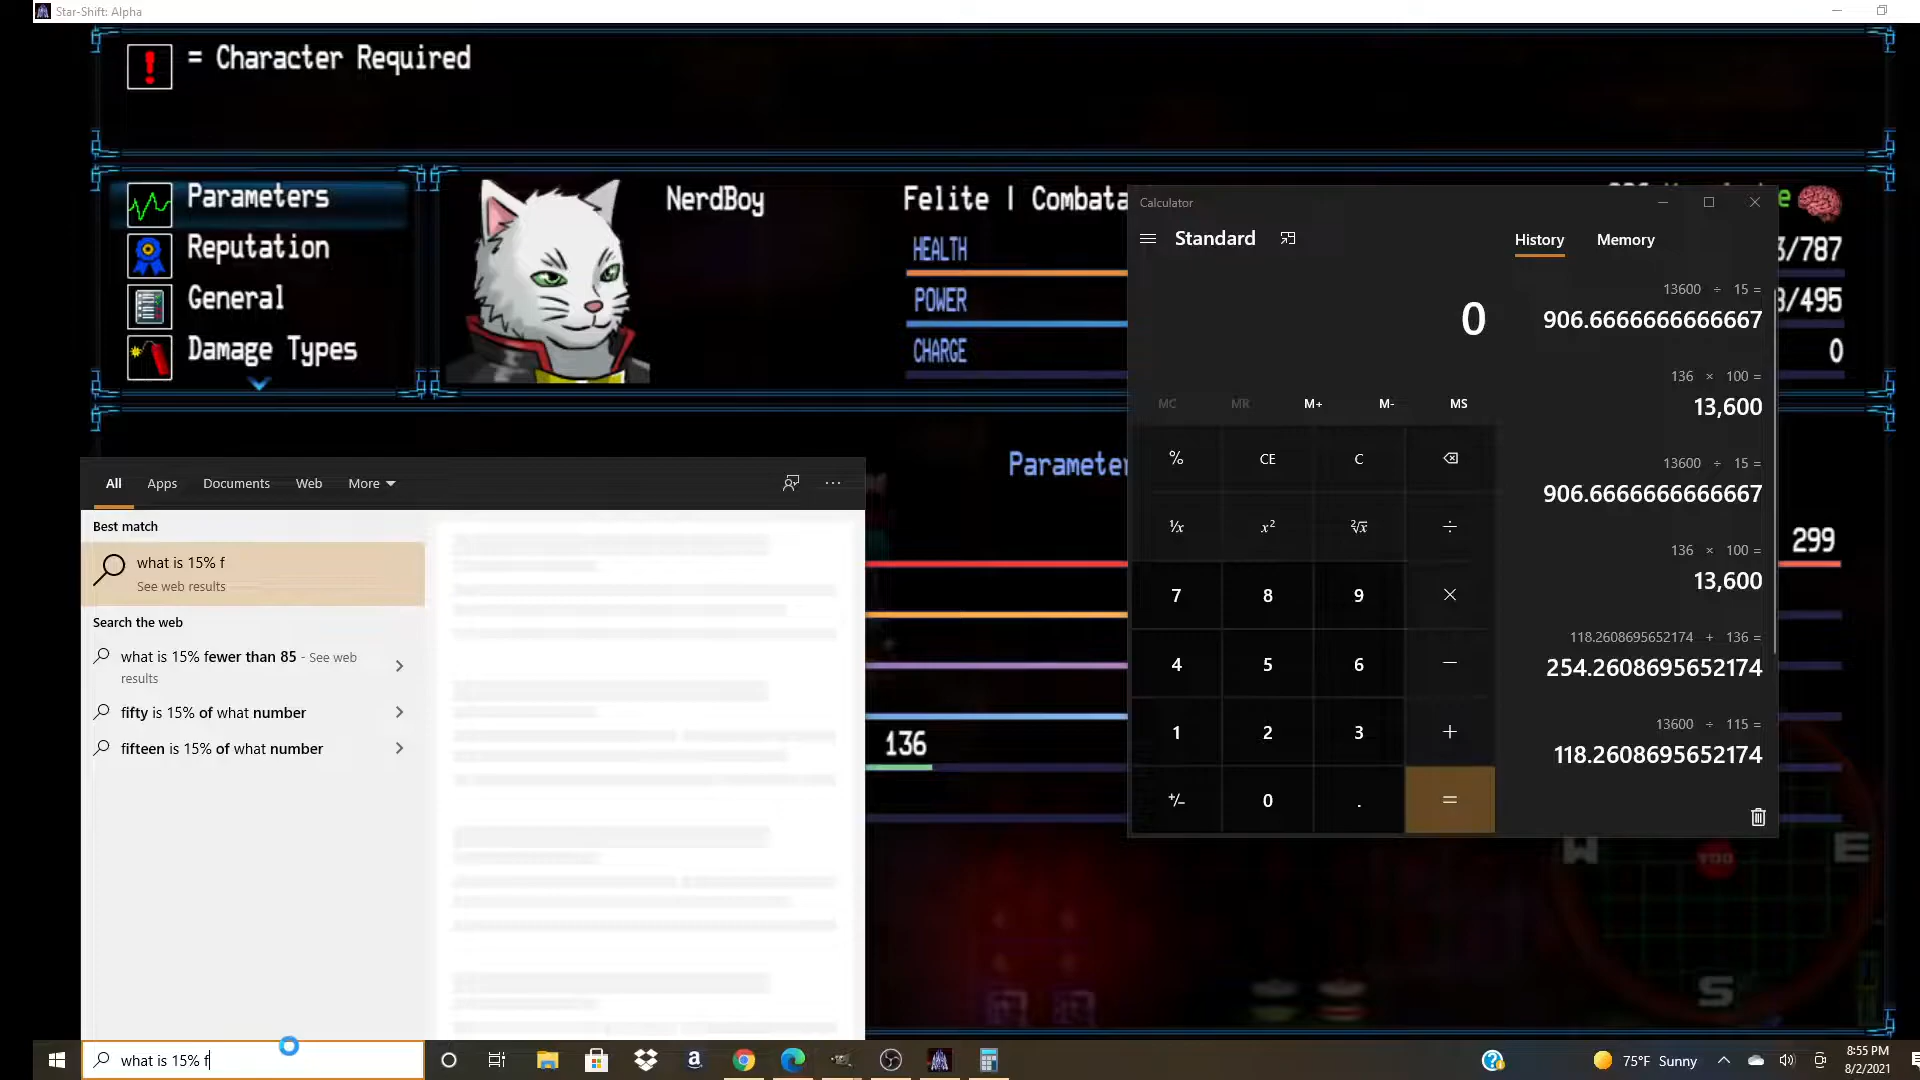 Star-Shift: Alpha
= Character Required
Parameters
Reputation
General
Damage Types
NerdBoy
Felite | Combata
HEALTH
POWER
CHARGE
/787
/495
0
Parameter
299
136
W
YOU
E
S
Calculator
Standard
History
Memory
0
MC MR M+ M- MS
% CE C
⅟x x² ²√x ÷
7 8 9 ×
4 5 6 −
1 2 3 +
+/- 0 . =
13600 ÷ 15 =
906.6666666666667
136 × 100 =
13,600
13600 ÷ 15 =
906.6666666666667
136 × 100 =
13,600
118.2608695652174 + 136 =
254.2608695652174
13600 ÷ 115 =
118.2608695652174
All Apps Documents Web More
Best match
what is 15% f
See web results
Search the web
what is 15% fewer than 85 - See web
results
fifty is 15% of what number
fifteen is 15% of what number
what is 15% f
75°F Sunny
8:55 PM
8/2/2021